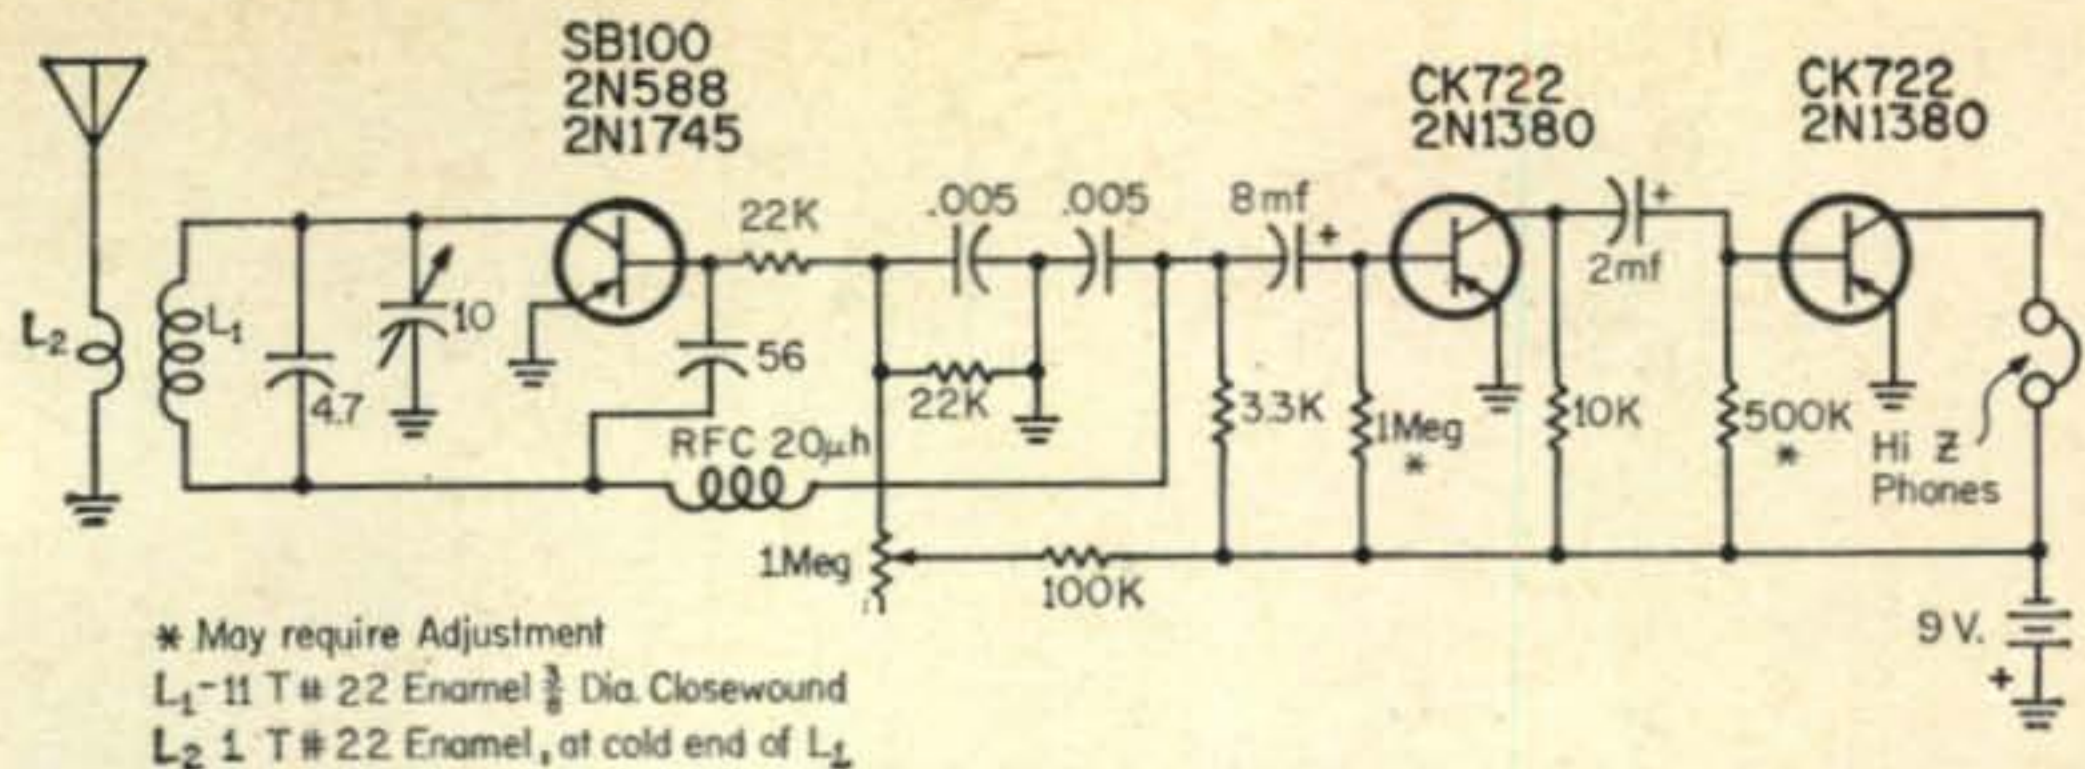 SB100
2N588
2N1745
CK722
2N1380
CK722
2N1380
22K
.005
.005
8mf
+
+
2mf
L2
L1
10
4.7
56
22K
3.3K
1Meg
*
10K
500K
*
Hi Z
Phones
RFC 20μh
1Meg
100K
9 V.
+
* May require Adjustment
L1-11 T # 22 Enamel 3/8 Dia. Closewound
L2 1 T # 22 Enamel, at cold end of L1